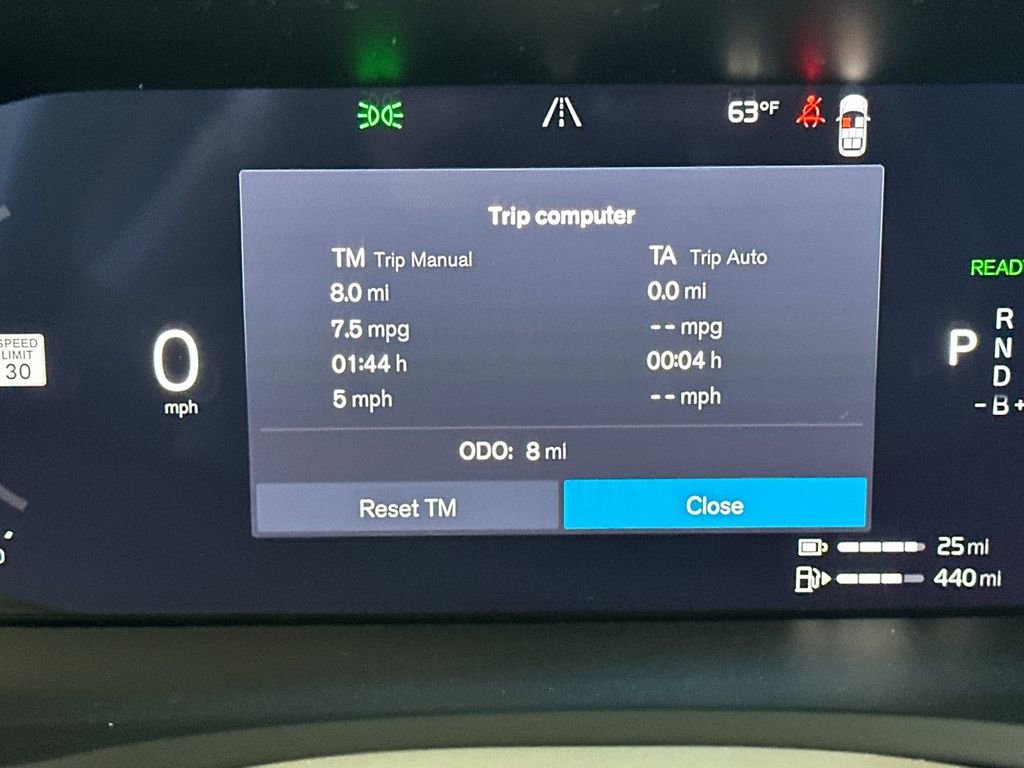 63°F
Trip computer
TM Trip Manual
8.0 mi
7.5 mpg
01:44 h
5 mph
TA Trip Auto
0.0 mi
-- mpg
00:04 h
-- mph
ODO: 8 mi
Reset TM
Close
SPEED
LIMIT
30
0
mph
READY
P
R
N
D
-B+
25 mi
440 mi